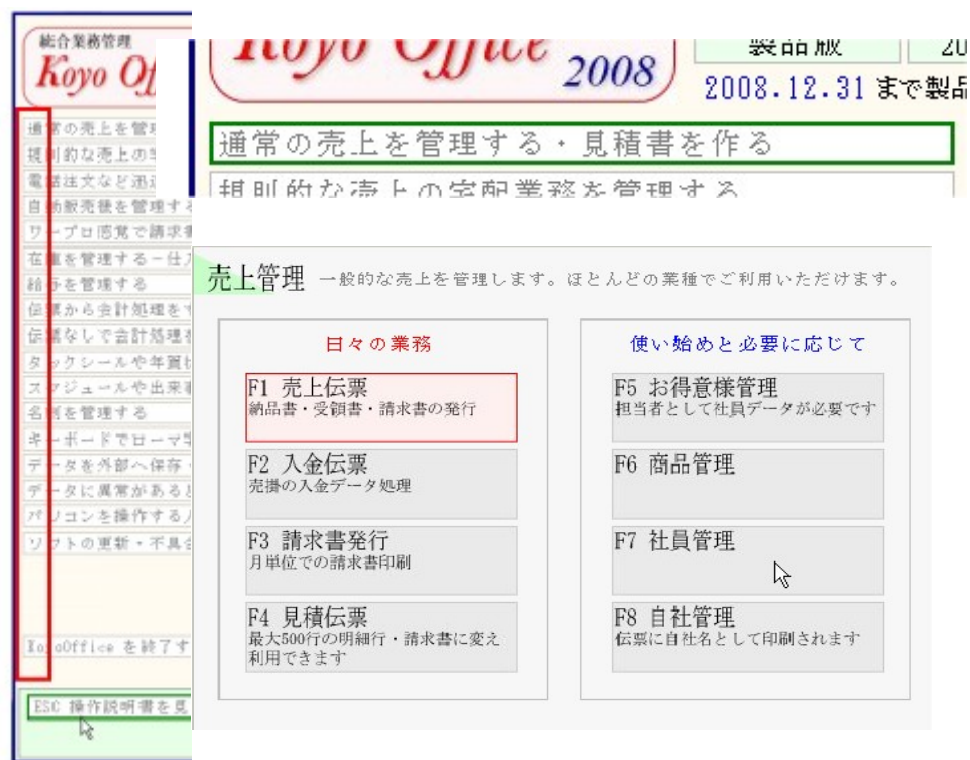 総合業務管理
Koyo Of
通常の売上を管理
規則的な売上の
電話注文など迅速
自動販売機を管理する
ワープロ感覚で請求書
在庫を管理する－仕入
給与を管理する
伝票から会計処理を
伝票なしで会計処理を
タックシールや年賀
スケジュールや出来事
名刺を管理する
キーボードでローマ字
データを外部へ保存・
データに異常があると
パソコンを操作する人
ソフトの更新・不具合
KoyoOffice を終了す
ESC 操作説明書を見
Koyo Office 2008
製品版
20
2008.12.31 まで製品
通常の売上を管理する・見積書を作る
規則的な売上の宅配業務を管理する
売上管理 一般的な売上を管理します。ほとんどの業種でご利用いただけます。
日々の業務
F1 売上伝票
納品書・受領書・請求書の発行
F2 入金伝票
売掛の入金データ処理
F3 請求書発行
月単位での請求書印刷
F4 見積伝票
最大500行の明細行・請求書に変え
利用できます
使い始めと必要に応じて
F5 お得意様管理
担当者として社員データが必要です
F6 商品管理
F7 社員管理
F8 自社管理
伝票に自社名として印刷されます